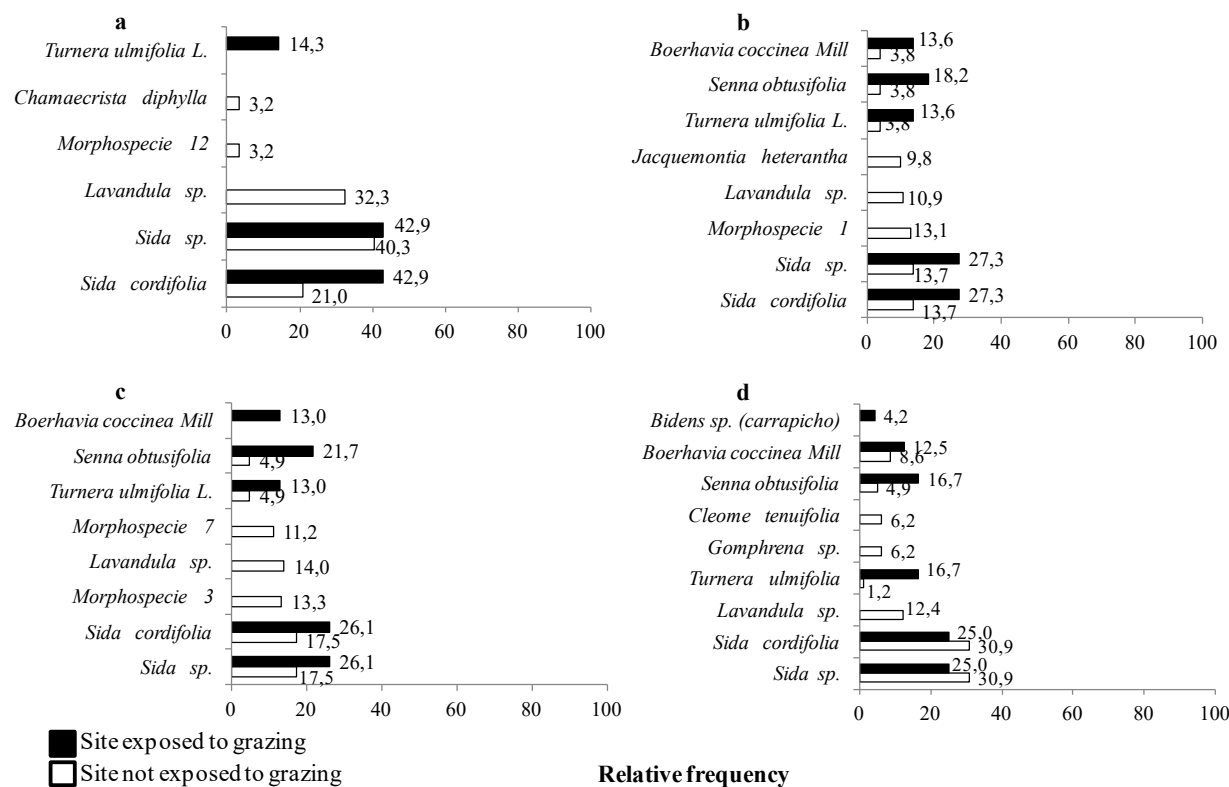 a
Turnera ulmifolia L.
14,3
Chamaecrista diphylla
3,2
Morphospecie 12
3,2
Lavandula sp.
32,3
Sida sp.
42,9
40,3
Sida cordifolia
42,9
21,0
0 20 40 60 80 100
b
Boerhavia coccinea Mill
13,6
3,8
Senna obtusifolia
18,2
3,8
Turnera ulmifolia L.
13,6
3,8
Jacquemontia heterantha
9,8
Lavandula sp.
10,9
Morphospecie 1
13,1
Sida sp.
27,3
13,7
Sida cordifolia
27,3
13,7
0 20 40 60 80 100
c
Boerhavia coccinea Mill
13,0
Senna obtusifolia
21,7
4,9
Turnera ulmifolia L.
13,0
4,9
Morphospecie 7
11,2
Lavandula sp.
14,0
Morphospecie 3
13,3
Sida cordifolia
26,1
17,5
Sida sp.
26,1
17,5
0 20 40 60 80 100
d
Bidens sp. (carrapicho)
4,2
Boerhavia coccinea Mill
12,5
8,6
Senna obtusifolia
16,7
4,9
Cleome tenuifolia
6,2
Gomphrena sp.
6,2
Turnera ulmifolia
16,7
1,2
Lavandula sp.
12,4
Sida cordifolia
25,0
30,9
Sida sp.
25,0
30,9
0 20 40 60 80 100
Site exposed to grazing
Site not exposed to grazing
Relative frequency